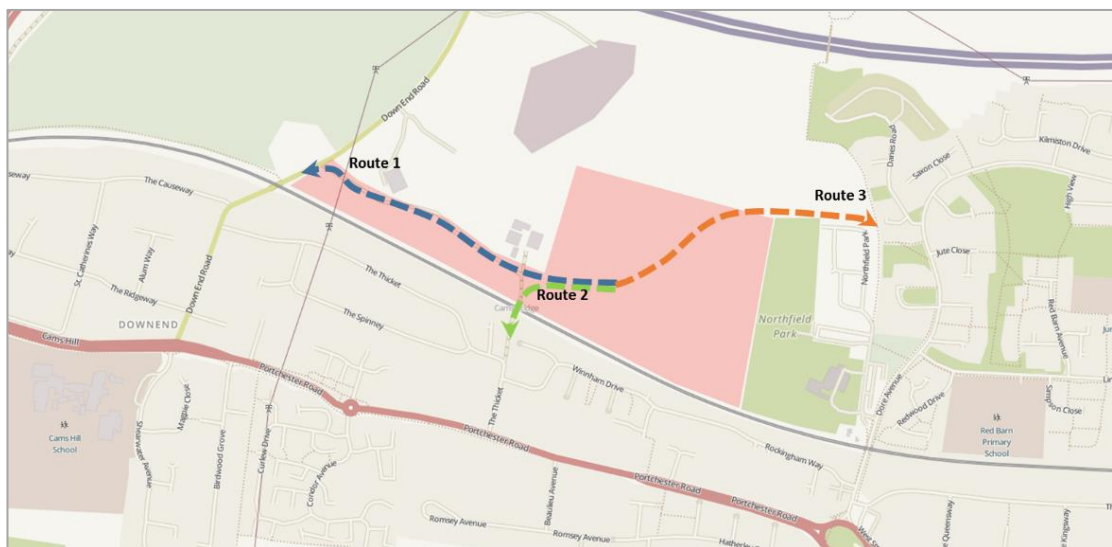 Down End Road
Route 1
Route 3
Route 2
Danes Road
Kilmiston Drive
Saxon Close
High View
The Causeway
St. Catherines Way
Alum Way
Down End Road
The Ridgeway
DOWNEND
The Thicket
The Spinney
Northfield Park
Jute Close
Northfield
Park
Red Barn Avenue
Cams Hill
Portchester Road
Winnham Drive
The Thicket
Dore Avenue
Redwood Drive
Cams Hill
School
Magpie Close
Shearwater Avenue
Birdwood Grove
Curlew Drive
Condor Avenue
Portchester Road
Beaulieu Avenue
Rockingham Way
Red Barn
Primary
School
Romsey Avenue
Romsey Avenue
Portchester Road